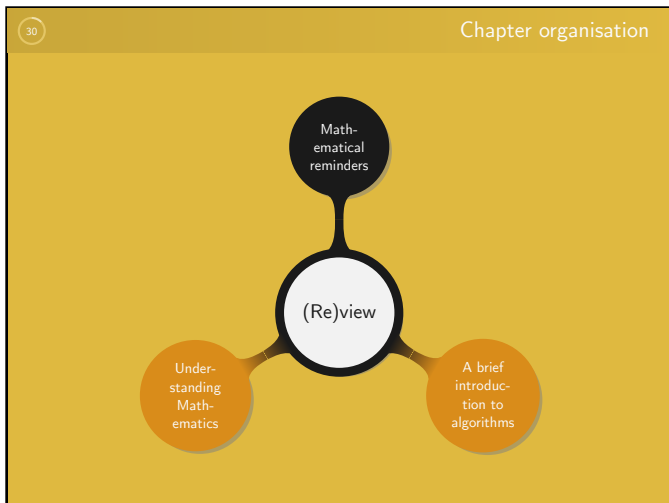 30
Chapter organisation
Math-
ematical
reminders
(Re)view
Under-
standing
Math-
ematics
A brief
introduc-
tion to
algorithms